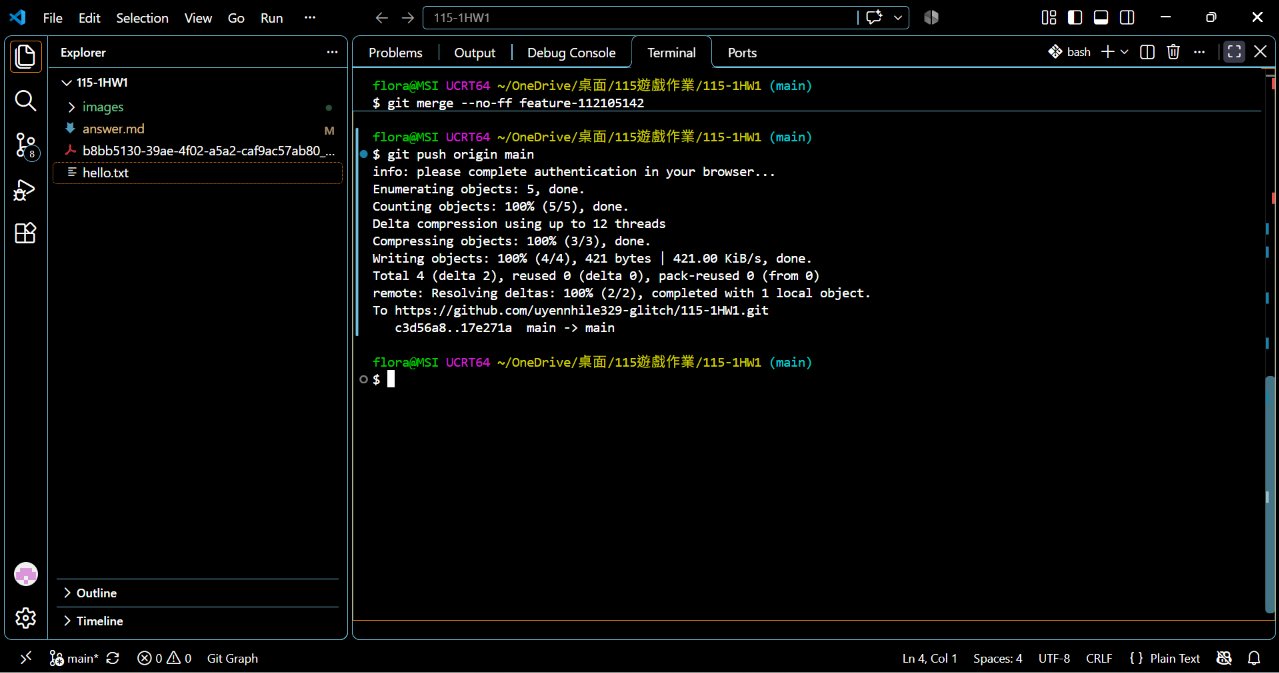 File Edit Selection View Go Run ···
115-1HW1
Explorer ···
115-1HW1
images
answer.md M
b8bb5130-39ae-4f02-a5a2-caf9ac57ab80_...
hello.txt
8
Outline
Timeline
Problems Output Debug Console Terminal Ports
bash
flora@MSI UCRT64 ~/OneDrive/桌面/115遊戲作業/115-1HW1 (main)
$ git merge --no-ff feature-112105142
flora@MSI UCRT64 ~/OneDrive/桌面/115遊戲作業/115-1HW1 (main)
$ git push origin main
info: please complete authentication in your browser...
Enumerating objects: 5, done.
Counting objects: 100% (5/5), done.
Delta compression using up to 12 threads
Compressing objects: 100% (3/3), done.
Writing objects: 100% (4/4), 421 bytes | 421.00 KiB/s, done.
Total 4 (delta 2), reused 0 (delta 0), pack-reused 0 (from 0)
remote: Resolving deltas: 100% (2/2), completed with 1 local object.
To https://github.com/uyennhile329-glitch/115-1HW1.git
c3d56a8..17e271a main -> main
flora@MSI UCRT64 ~/OneDrive/桌面/115遊戲作業/115-1HW1 (main)
$
main* 0 0 Git Graph Ln 4, Col 1 Spaces: 4 UTF-8 CRLF {} Plain Text